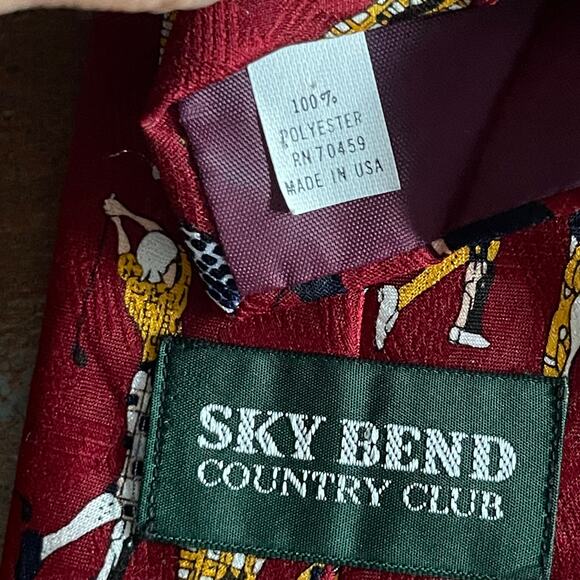 100%
POLYESTER
RN 70459
MADE IN USA
SKY BEND
COUNTRY CLUB